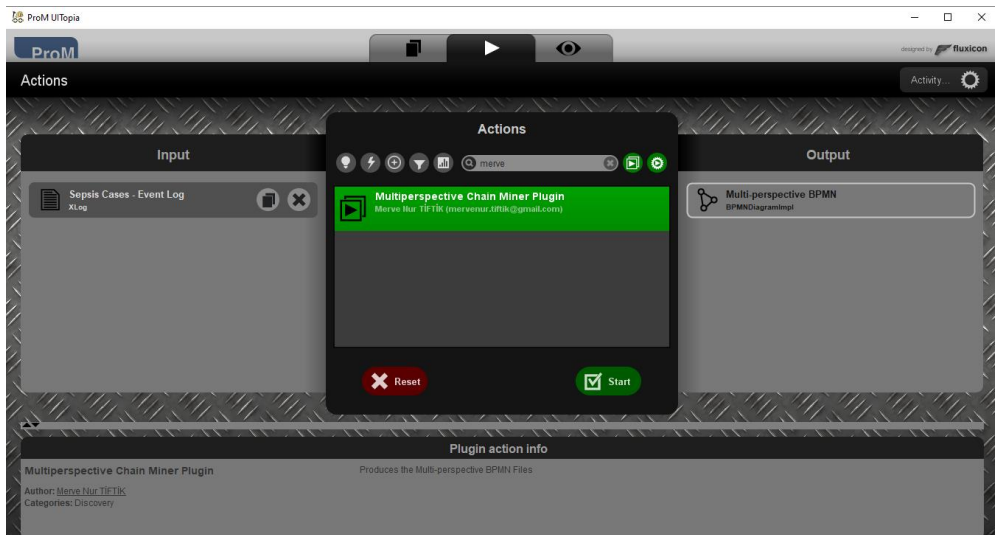 ProM UITopia
ProM
designed by fluxicon
Actions
Activity...
Input
Sepsis Cases - Event Log
XLog
Actions
merve
Multiperspective Chain Miner Plugin
Merve Nur TİFTİK (mervenur.tiftik@gmail.com)
Reset
Start
Output
Multi-perspective BPMN
BPMNDiagramImpl
Plugin action info
Multiperspective Chain Miner Plugin
Author: Merve Nur TİFTİK
Categories: Discovery
Produces the Multi-perspective BPMN Files